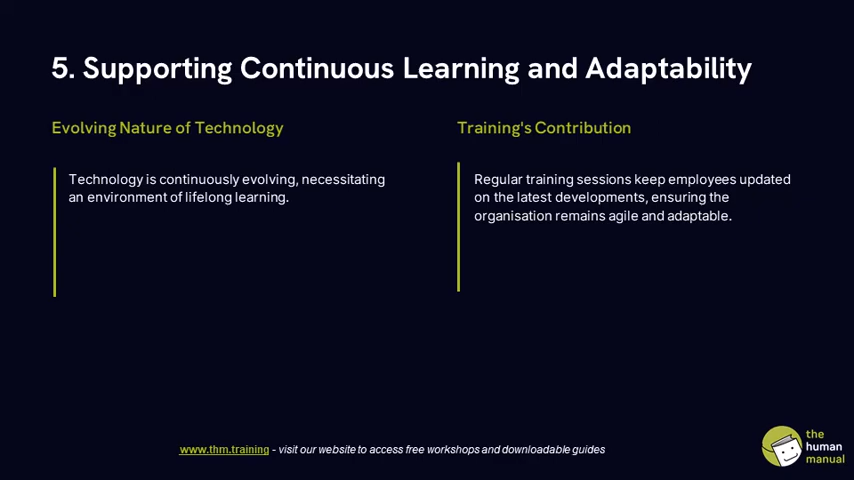 5. Supporting Continuous Learning and Adaptability
Evolving Nature of Technology
Technology is continuously evolving, necessitating
an environment of lifelong learning.
Training's Contribution
Regular training sessions keep employees updated
on the latest developments, ensuring the
organisation remains agile and adaptable.
www.thm.training - visit our website to access free workshops and downloadable guides
the
human
manual